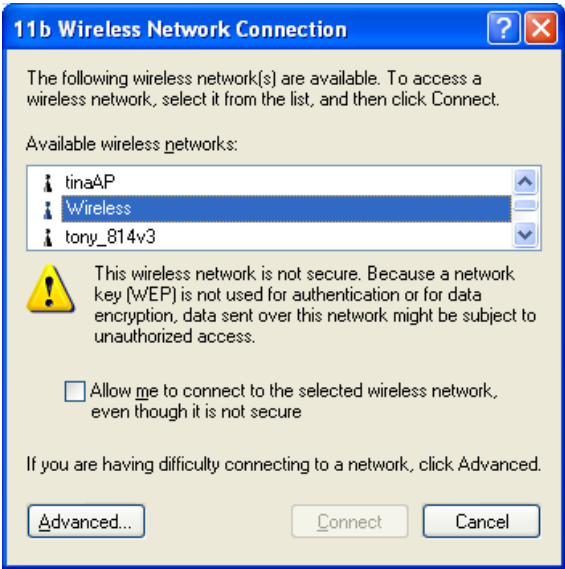 11b Wireless Network Connection
The following wireless network(s) are available. To access a
wireless network, select it from the list, and then click Connect.
Available wireless networks:
tinaAP
Wireless
tony_814v3
This wireless network is not secure. Because a network
key (WEP) is not used for authentication or for data
encryption, data sent over this network might be subject to
unauthorized access.
Allow me to connect to the selected wireless network,
even though it is not secure
If you are having difficulty connecting to a network, click Advanced.
Advanced... Connect Cancel